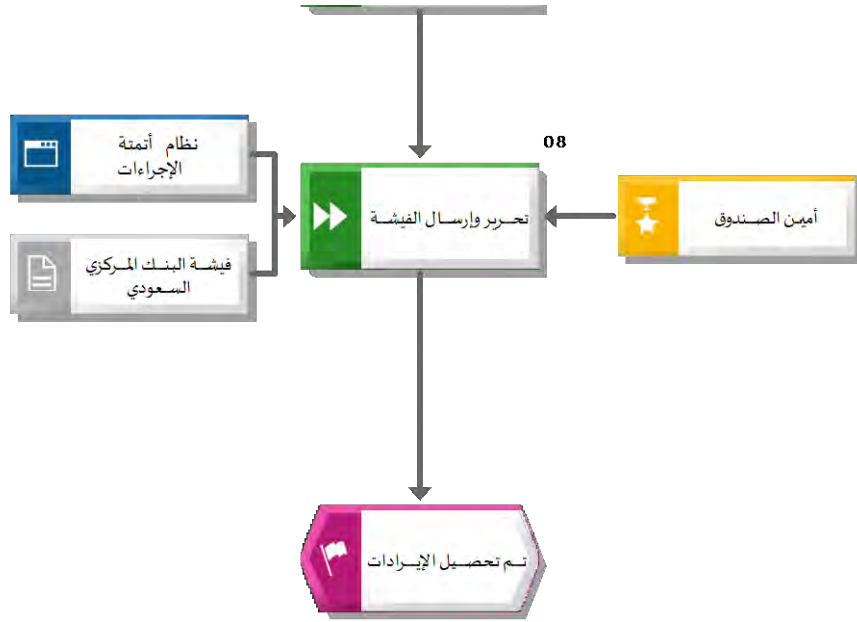 نظام أتمتة
الإجراءات
08
تحرير وإرسال الفيشة
أمين الصندوق
فيشة البنك المركزي
السعودي
تم تحصيل الإيرادات